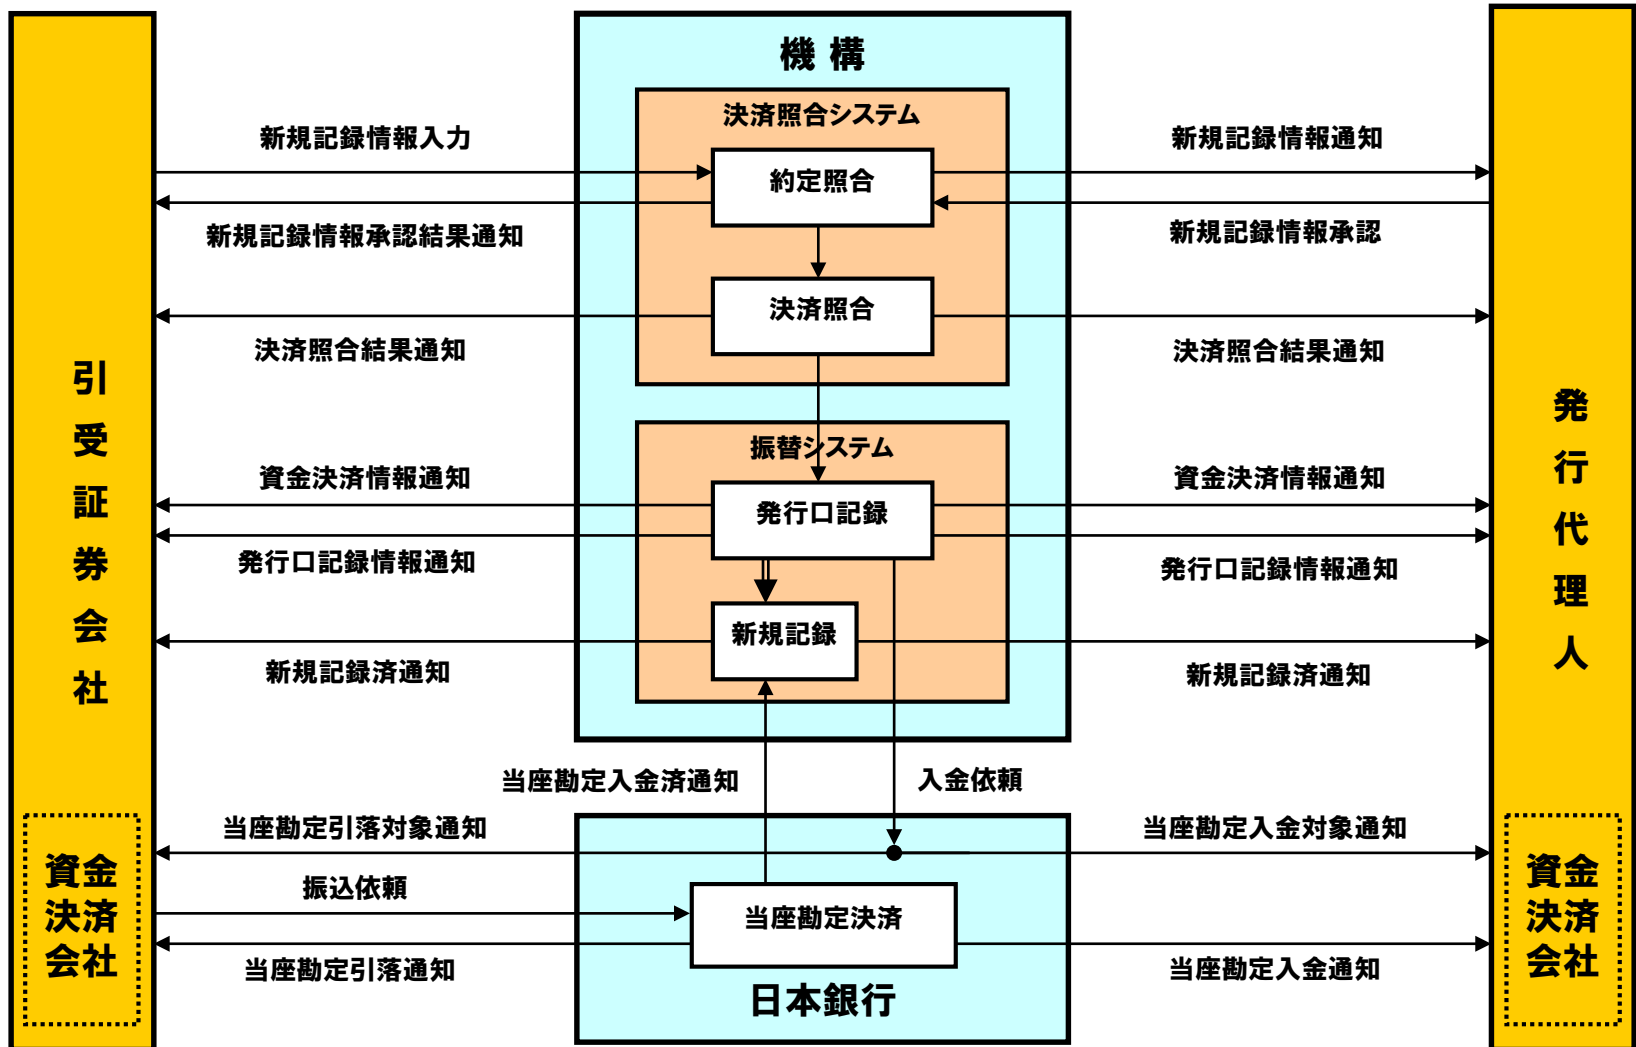 機 構
決済照合システム
新規記録情報入力
約定照合
新規記録情報通知
新規記録情報承認結果通知
新規記録情報承認
決済照合
決済照合結果通知
決済照合結果通知
引受証券会社
発行代理人
振替システム
資金決済情報通知
発行口記録
資金決済情報通知
発行口記録情報通知
発行口記録情報通知
新規記録
新規記録済通知
新規記録済通知
当座勘定入金済通知
入金依頼
当座勘定引落対象通知
当座勘定入金対象通知
資金
決済
会社
振込依頼
当座勘定決済
資金
決済
会社
当座勘定引落通知
当座勘定入金通知
日本銀行